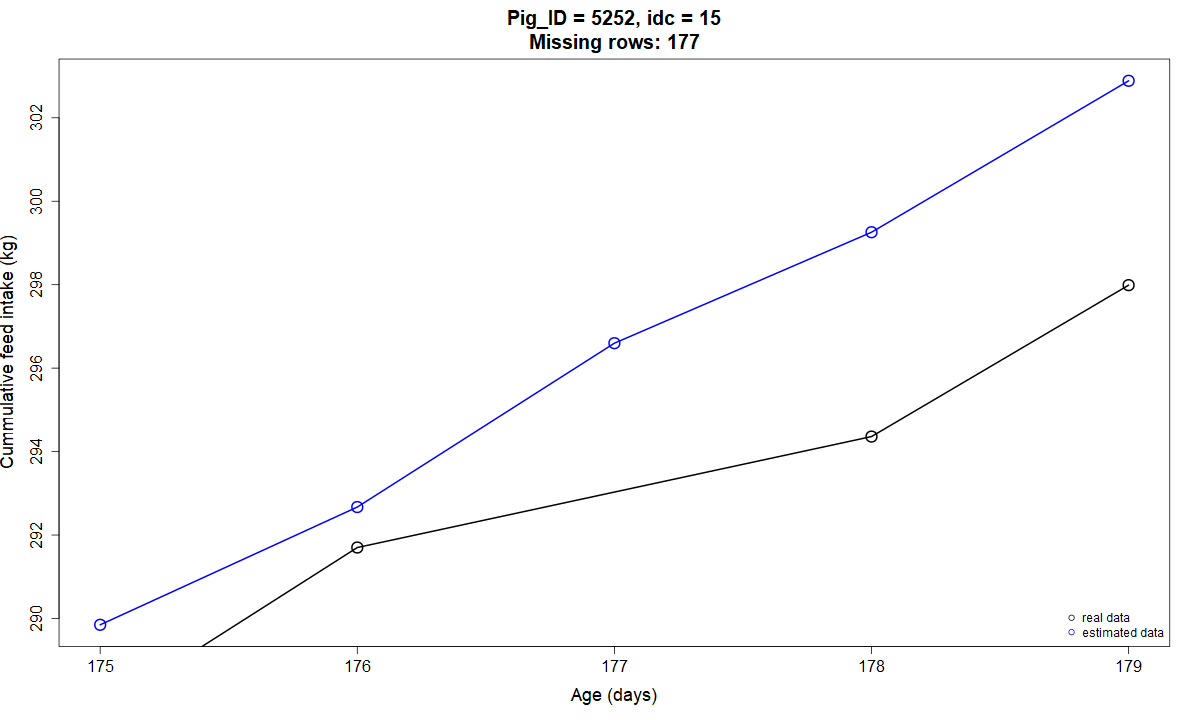 Pig_ID = 5252, idc = 15
Missing rows: 177
Cummulative feed intake (kg)
302
300
298
296
294
292
290
175
176
177
178
179
Age (days)
real data
estimated data